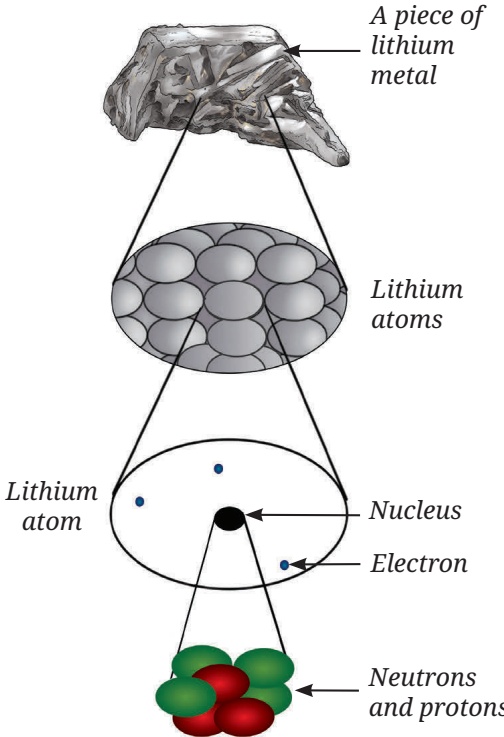 A piece of
lithium
metal
Lithium
atoms
Lithium
atom
Nucleus
Electron
Neutrons
and protons